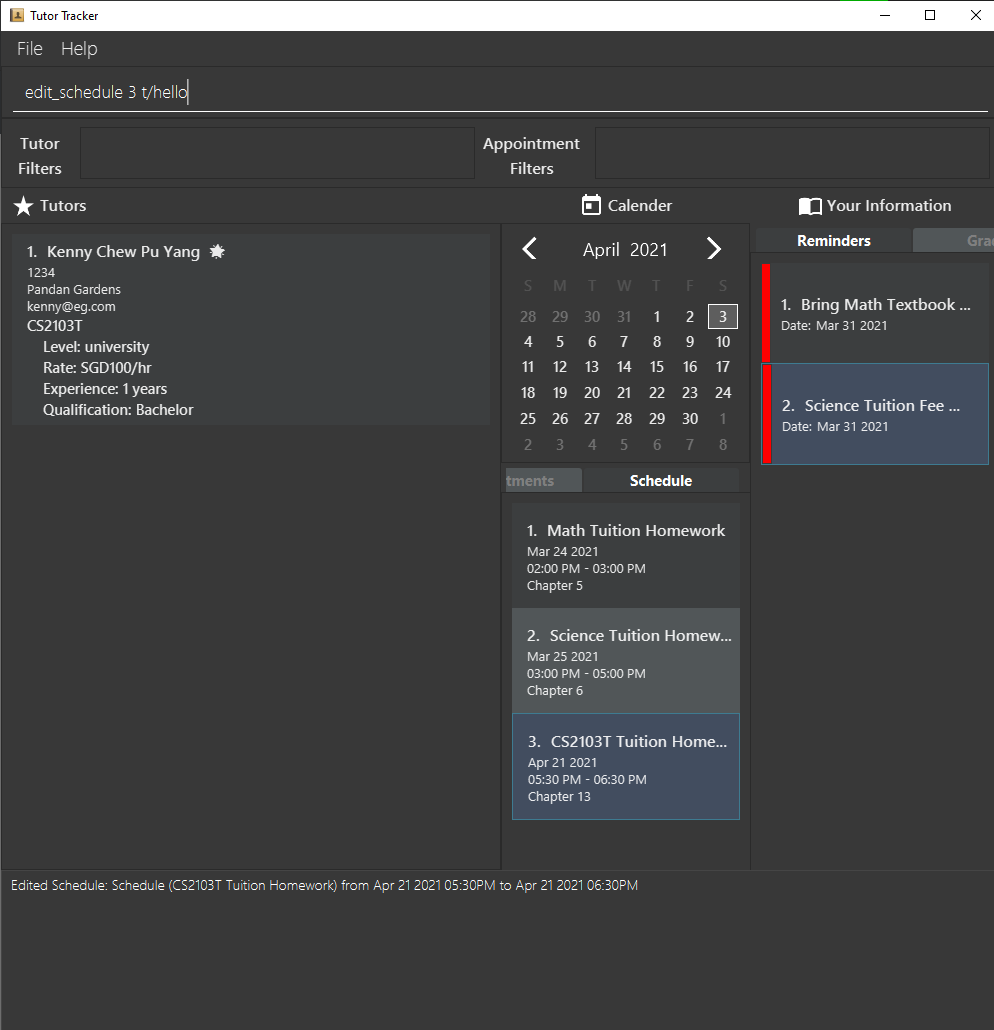 Tutor Tracker
File Help
edit_schedule 3 t/hello
Tutor
Filters
Appointment
Filters
Tutors
1. Kenny Chew Pu Yang
1234
Pandan Gardens
kenny@eg.com
CS2103T
Level: university
Rate: SGD100/hr
Experience: 1 years
Qualification: Bachelor
Calender
April 2021
S M T W T F S
28 29 30 31 1 2 3
4 5 6 7 8 9 10
11 12 13 14 15 16 17
18 19 20 21 22 23 24
25 26 27 28 29 30 1
2 3 4 5 6 7 8
tments Schedule
1. Math Tuition Homework
Mar 24 2021
02:00 PM - 03:00 PM
Chapter 5
2. Science Tuition Homew...
Mar 25 2021
03:00 PM - 05:00 PM
Chapter 6
3. CS2103T Tuition Home...
Apr 21 2021
05:30 PM - 06:30 PM
Chapter 13
Your Information
Reminders Grad
1. Bring Math Textbook ...
Date: Mar 31 2021
2. Science Tuition Fee ...
Date: Mar 31 2021
Edited Schedule: Schedule (CS2103T Tuition Homework) from Apr 21 2021 05:30PM to Apr 21 2021 06:30PM